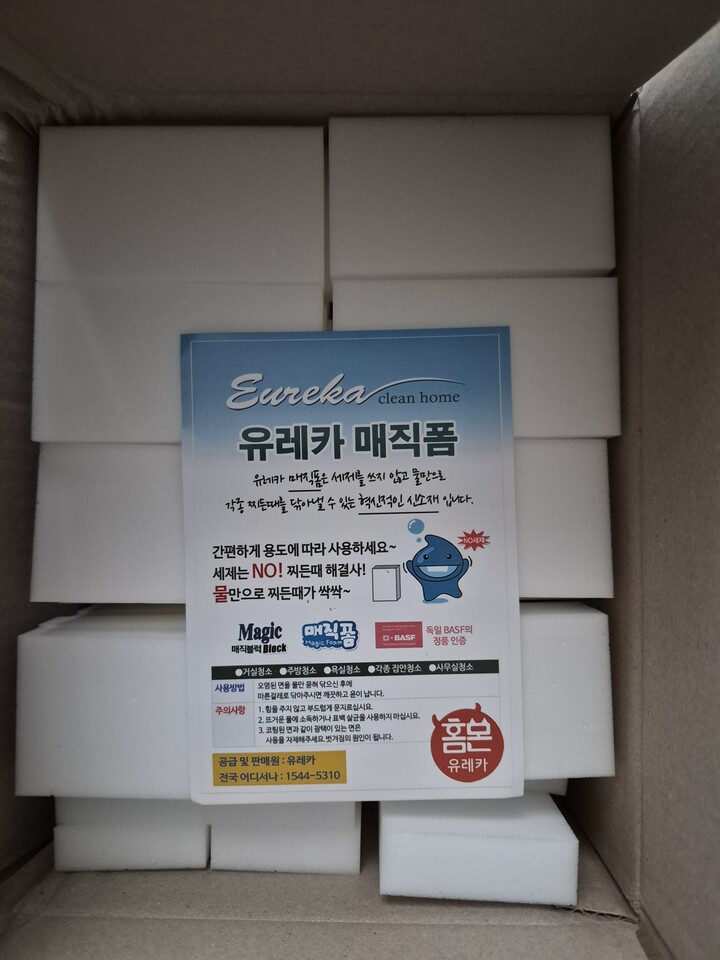 Eureka clean home
유레카 매직폼
유레카 매직폼은 세제를 쓰지 않고 물만으로
각종 찌든때를 닦아낼 수 있는 혁신적인 신소재 입니다.
간편하게 용도에 따라 사용하세요~
세제는 NO! 찌든때 해결사!
물만으로 찌든때가 싹싹~
NO세제
Magic
매직블럭 Block
매직폼
Magic Foam
BASF
독일 BASF의
정품 인증
●거실청소 ●주방청소 ●욕실청소 ●각종 집안청소 ●사무실청소
사용방법
오염된 면을 물만 묻혀 닦으신 후에
마른걸레로 닦아주시면 깨끗하고 윤이 납니다.
주의사항
1. 힘을 주지 않고 부드럽게 문지르십시요.
2. 뜨거운 물에 소독하거나 표백 살균을 사용하지 마십시요.
3. 코팅된 면과 같이 광택이 있는 면은
사용을 자제해주세요.벗겨짐의 원인이 됩니다.
공급 및 판매원 : 유레카
전국 어디서나 : 1544-5310
홈몬
유레카